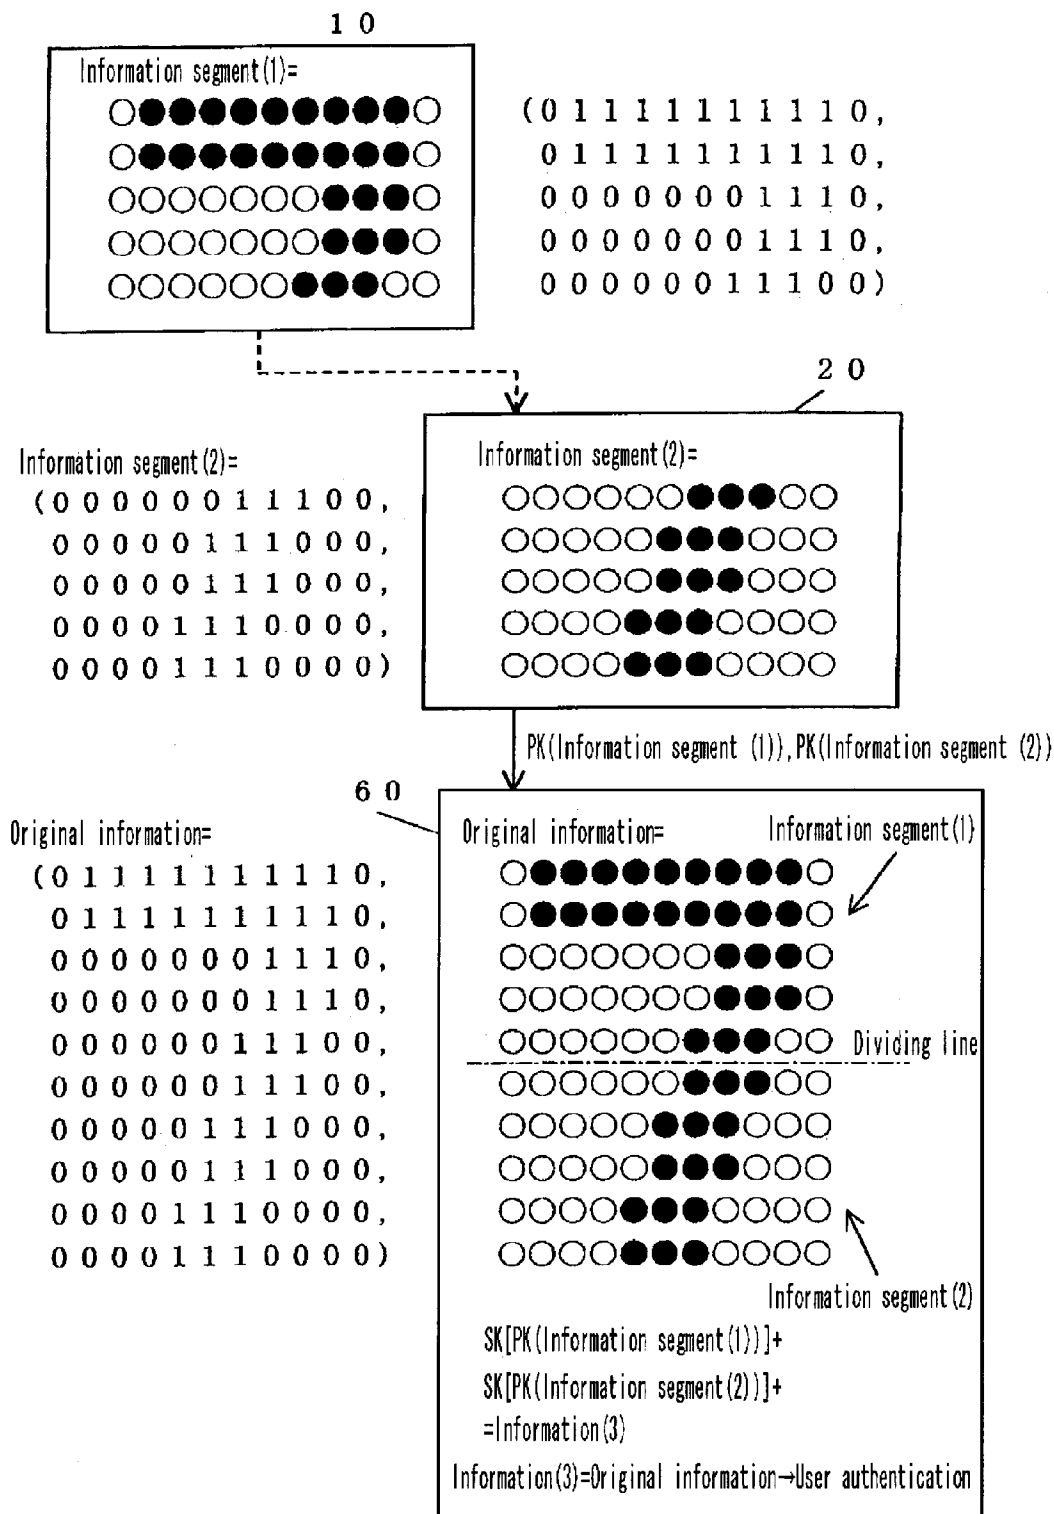 1 0
Information segment(1)=
(0 1 1 1 1 1 1 1 1 1 0,
0 1 1 1 1 1 1 1 1 1 0,
0 0 0 0 0 0 0 1 1 1 0,
0 0 0 0 0 0 0 1 1 1 0,
0 0 0 0 0 0 1 1 1 0 0)
2 0
Information segment(2)=
(0 0 0 0 0 0 1 1 1 0 0,
0 0 0 0 0 1 1 1 0 0 0,
0 0 0 0 0 1 1 1 0 0 0,
0 0 0 0 1 1 1 0 0 0 0,
0 0 0 0 1 1 1 0 0 0 0)
Information segment(2)=
PK(Information segment (1)),PK(Information segment (2))
6 0
Original information=
(0 1 1 1 1 1 1 1 1 1 0,
0 1 1 1 1 1 1 1 1 1 0,
0 0 0 0 0 0 0 1 1 1 0,
0 0 0 0 0 0 0 1 1 1 0,
0 0 0 0 0 0 1 1 1 0 0,
0 0 0 0 0 0 1 1 1 0 0,
0 0 0 0 0 1 1 1 0 0 0,
0 0 0 0 0 1 1 1 0 0 0,
0 0 0 0 1 1 1 0 0 0 0,
0 0 0 0 1 1 1 0 0 0 0)
Original information=
Information segment(1)
Dividing line
Information segment(2)
SK[PK(Information segment(1))]+
SK[PK(Information segment(2))]+
=Information(3)
Information(3)=Original information→User authentication